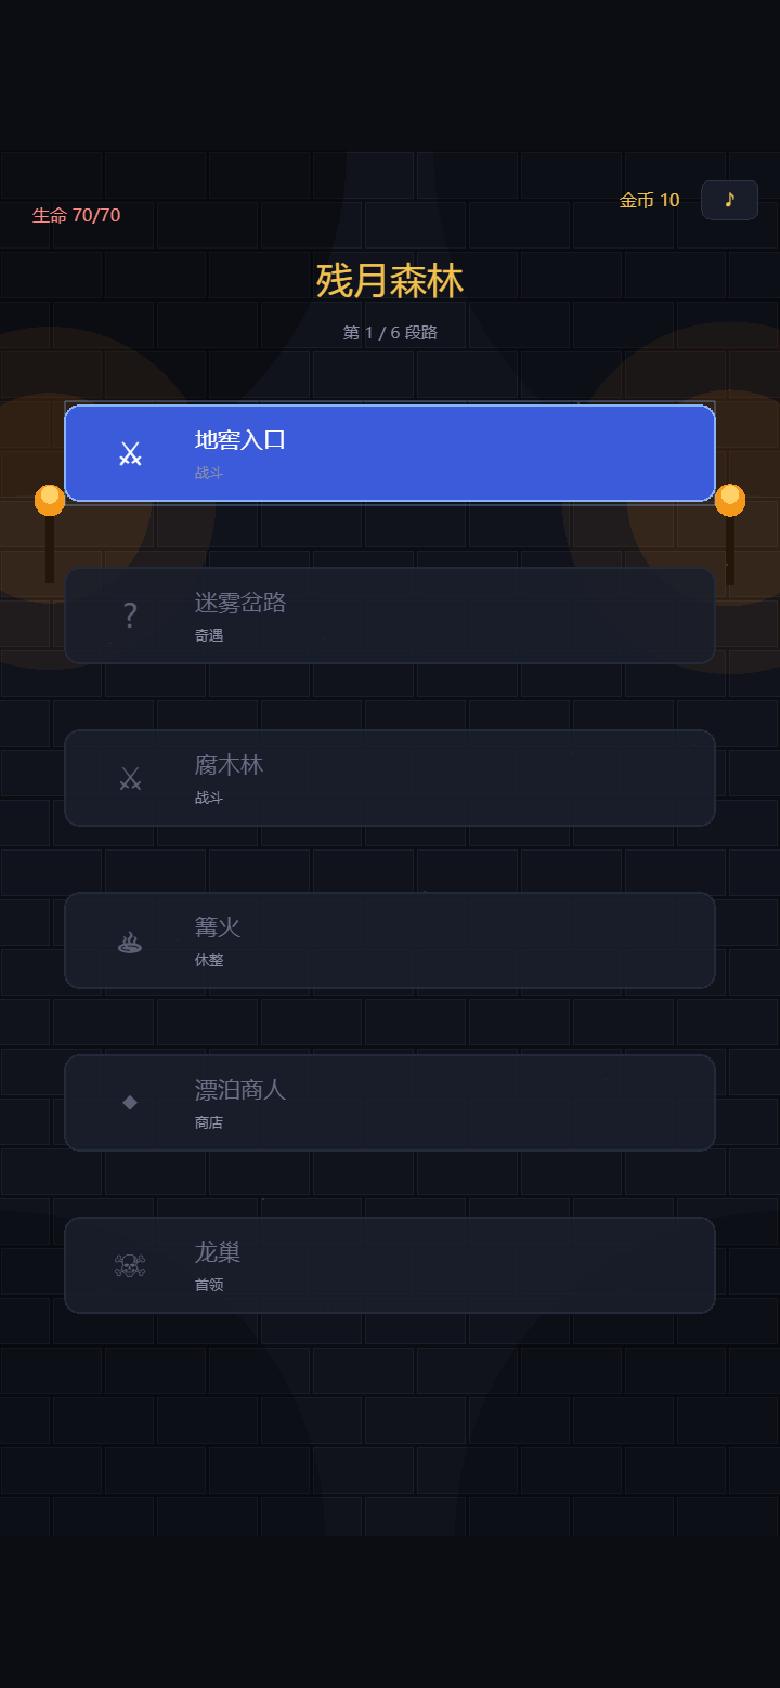 金币 10 ♪
生命 70/70
残月森林
第 1 / 6 段路
地窖入口
战斗
?
迷雾岔路
奇遇
腐木林
战斗
篝火
休整
漂泊商人
商店
龙巢
首领